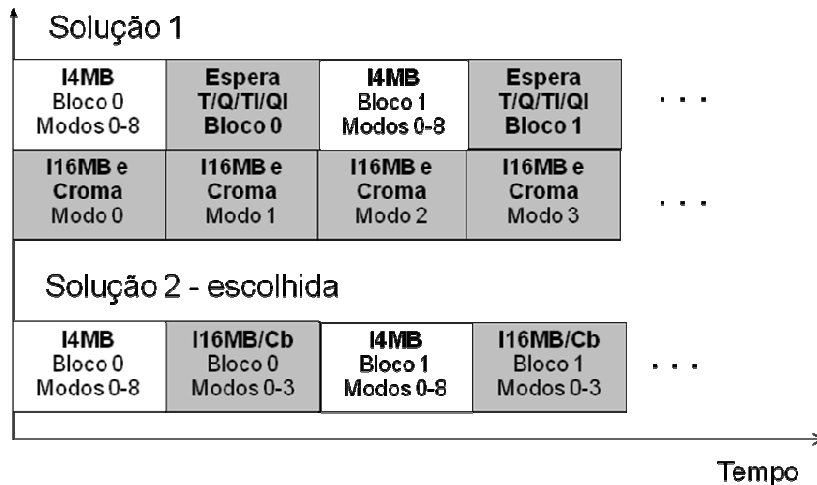 Solução 1
I4MB
Bloco 0
Modos 0-8
Espera
T/Q/TI/QI
Bloco 0
I4MB
Bloco 1
Modos 0-8
Espera
T/Q/TI/QI
Bloco 1
. . .
I16MB e
Croma
Modo 0
I16MB e
Croma
Modo 1
I16MB e
Croma
Modo 2
I16MB e
Croma
Modo 3
. . .
Solução 2 - escolhida
I4MB
Bloco 0
Modos 0-8
I16MB/Cb
Bloco 0
Modos 0-3
I4MB
Bloco 1
Modos 0-8
I16MB/Cb
Bloco 1
Modos 0-3
. . .
Tempo